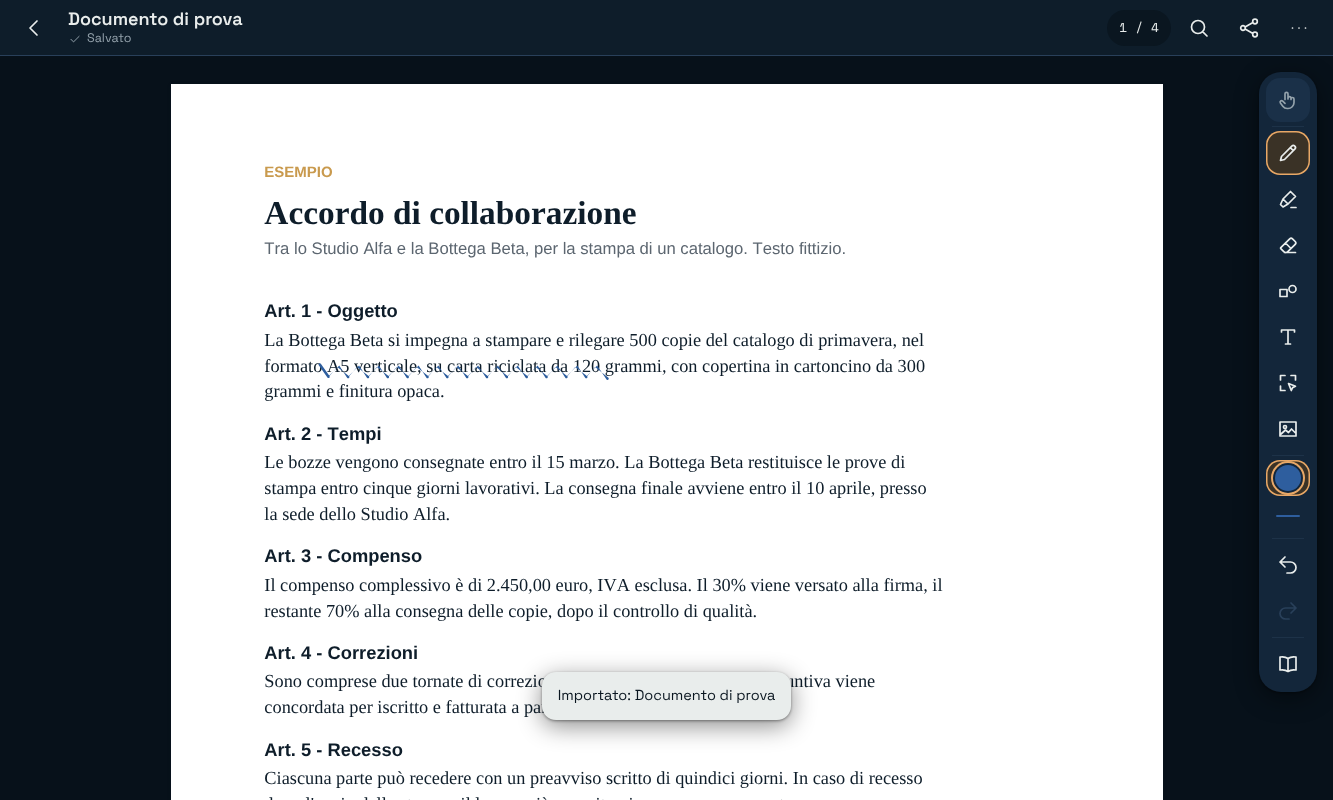 Documento di prova
Salvato
1 / 4
ESEMPIO
Accordo di collaborazione
Tra lo Studio Alfa e la Bottega Beta, per la stampa di un catalogo. Testo fittizio.
Art. 1 - Oggetto
La Bottega Beta si impegna a stampare e rilegare 500 copie del catalogo di primavera, nel
formato A5 verticale, su carta riciclata da 120 grammi, con copertina in cartoncino da 300
grammi e finitura opaca.
Art. 2 - Tempi
Le bozze vengono consegnate entro il 15 marzo. La Bottega Beta restituisce le prove di
stampa entro cinque giorni lavorativi. La consegna finale avviene entro il 10 aprile, presso
la sede dello Studio Alfa.
Art. 3 - Compenso
Il compenso complessivo è di 2.450,00 euro, IVA esclusa. Il 30% viene versato alla firma, il
restante 70% alla consegna delle copie, dopo il controllo di qualità.
Art. 4 - Correzioni
Sono comprese due tornate di viene
concordata per iscritto e fatturata a
Importato: Documento di prova
Art. 5 - Recesso
Ciascuna parte può recedere con un preavviso scritto di quindici giorni. In caso di recesso